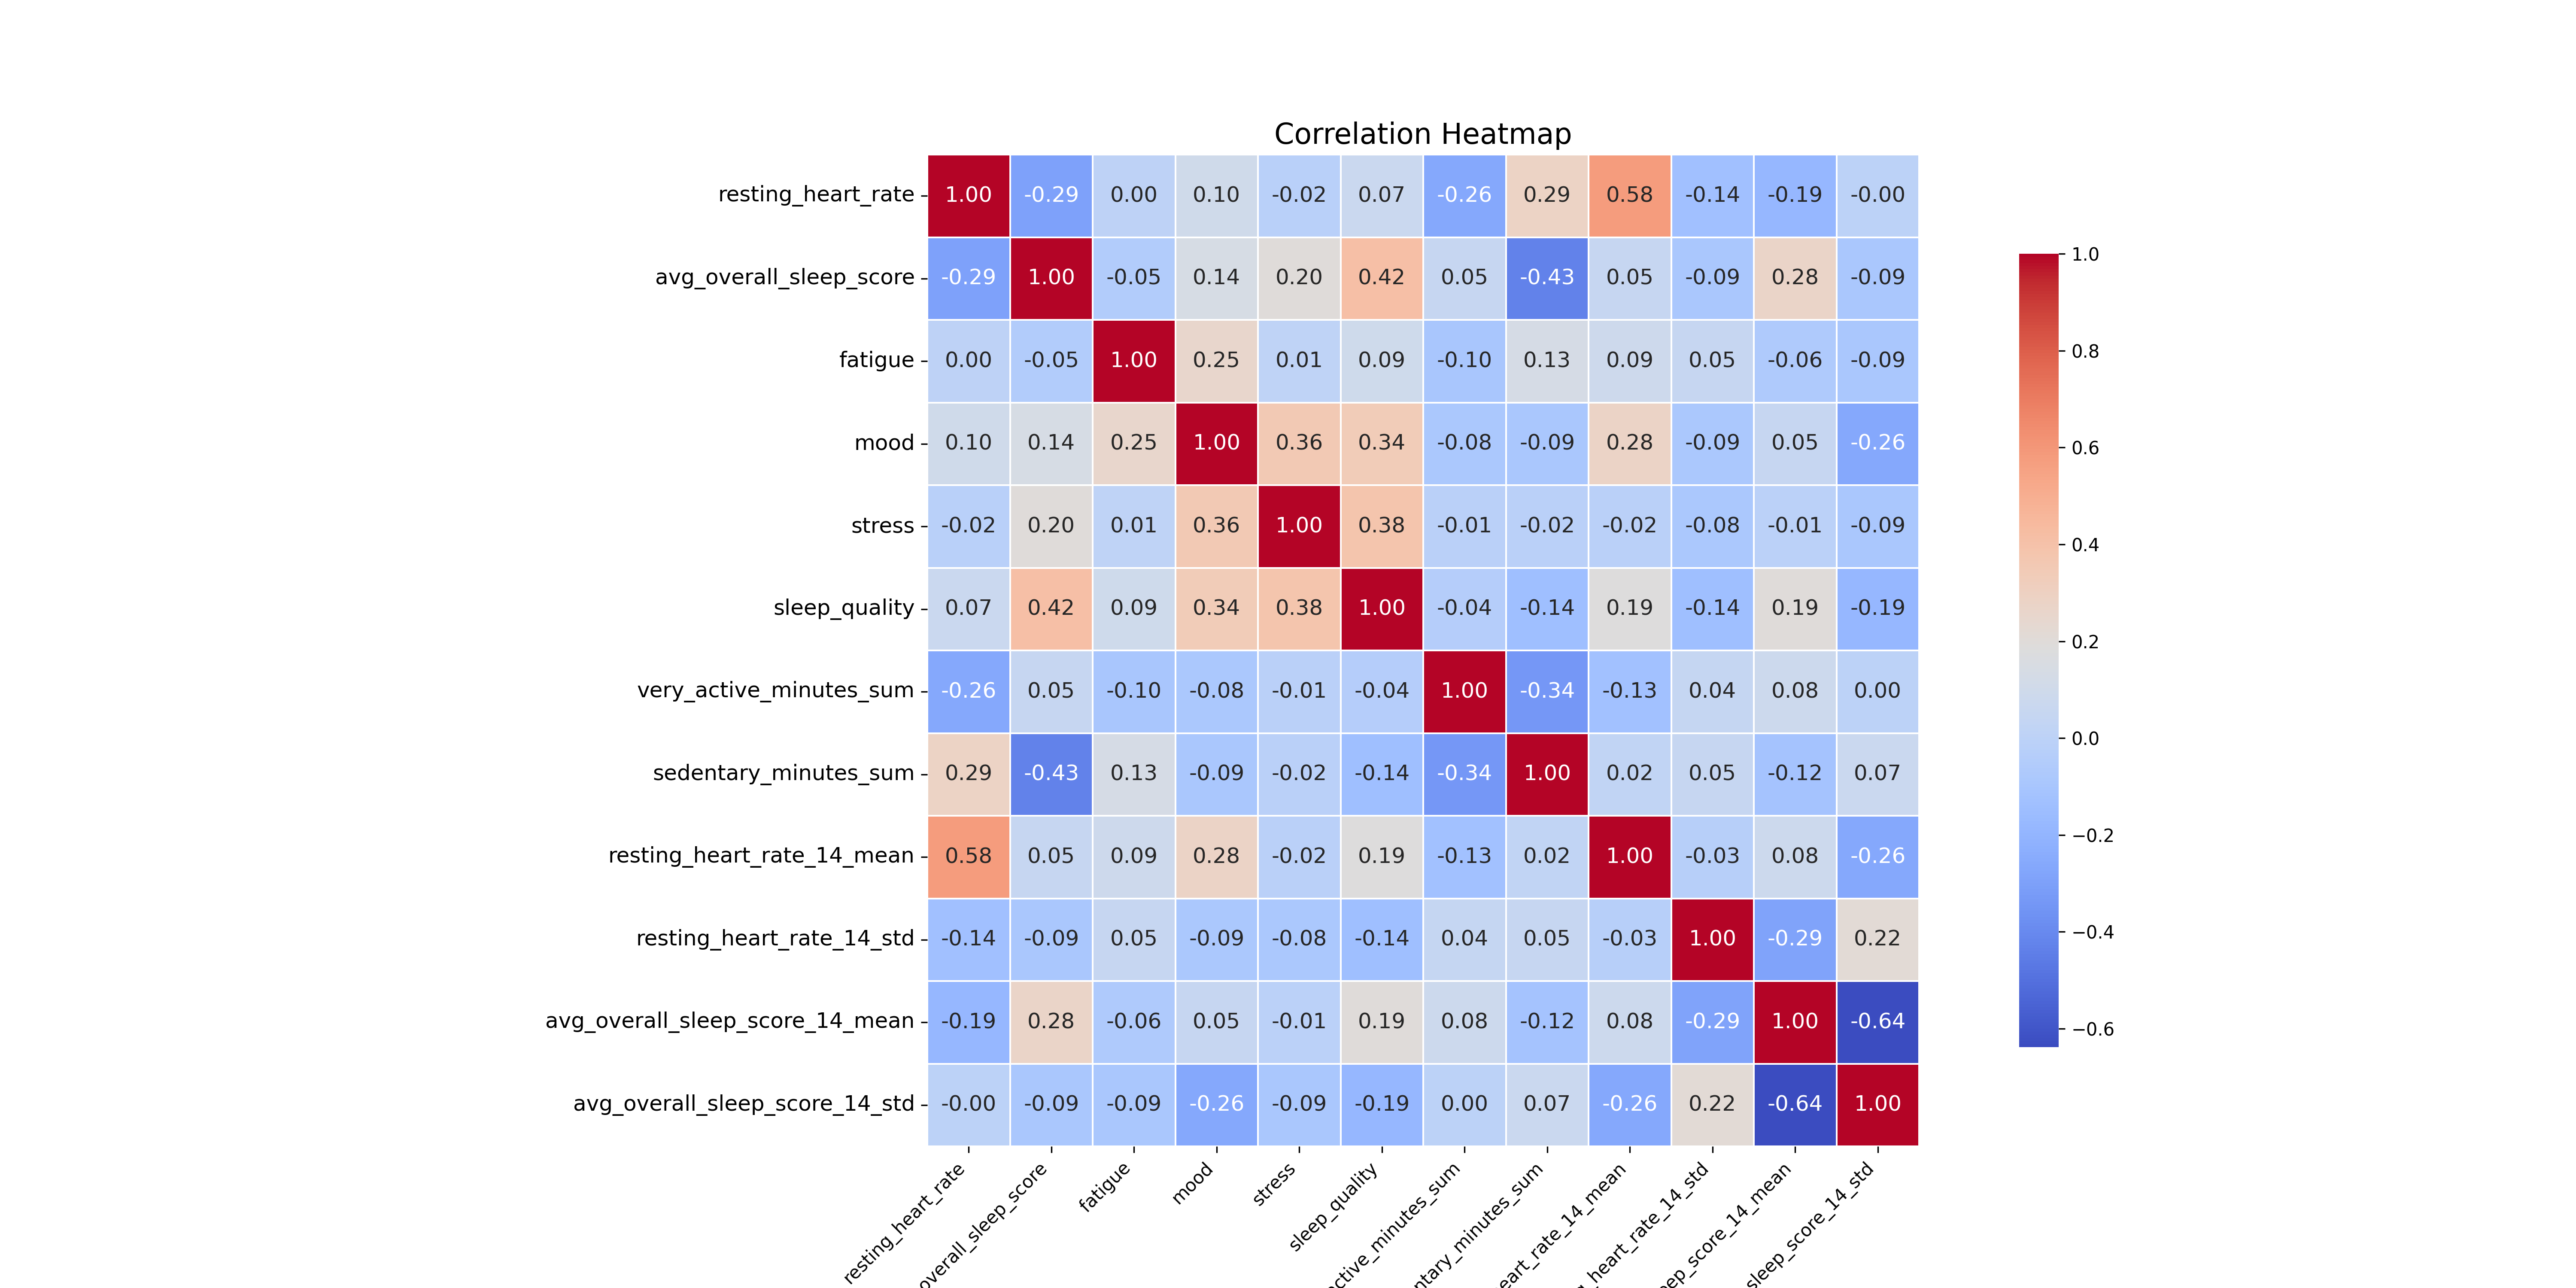 Correlation Heatmap
resting_heart_rate 1.00 -0.29 0.00 0.10 -0.02 0.07 -0.26 0.29 0.58 -0.14 -0.19 -0.00
avg_overall_sleep_score -0.29 1.00 -0.05 0.14 0.20 0.42 0.05 -0.43 0.05 -0.09 0.28 -0.09
fatigue 0.00 -0.05 1.00 0.25 0.01 0.09 -0.10 0.13 0.09 0.05 -0.06 -0.09
mood 0.10 0.14 0.25 1.00 0.36 0.34 -0.08 -0.09 0.28 -0.09 0.05 -0.26
stress -0.02 0.20 0.01 0.36 1.00 0.38 -0.01 -0.02 -0.02 -0.08 -0.01 -0.09
sleep_quality 0.07 0.42 0.09 0.34 0.38 1.00 -0.04 -0.14 0.19 -0.14 0.19 -0.19
very_active_minutes_sum -0.26 0.05 -0.10 -0.08 -0.01 -0.04 1.00 -0.34 -0.13 0.04 0.08 0.00
sedentary_minutes_sum 0.29 -0.43 0.13 -0.09 -0.02 -0.14 -0.34 1.00 0.02 0.05 -0.12 0.07
resting_heart_rate_14_mean 0.58 0.05 0.09 0.28 -0.02 0.19 -0.13 0.02 1.00 -0.03 0.08 -0.26
resting_heart_rate_14_std -0.14 -0.09 0.05 -0.09 -0.08 -0.14 0.04 0.05 -0.03 1.00 -0.29 0.22
avg_overall_sleep_score_14_mean -0.19 0.28 -0.06 0.05 -0.01 0.19 0.08 -0.12 0.08 -0.29 1.00 -0.64
avg_overall_sleep_score_14_std -0.00 -0.09 -0.09 -0.26 -0.09 -0.19 0.00 0.07 -0.26 0.22 -0.64 1.00
resting_heart_rate
overall_sleep_score
fatigue
mood
stress
sleep_quality
active_minutes_sum
ntary_minutes_sum
heart_rate_14_mean
g_heart_rate_14_std
eep_score_14_mean
sleep_score_14_std
1.0
0.8
0.6
0.4
0.2
0.0
−0.2
−0.4
−0.6